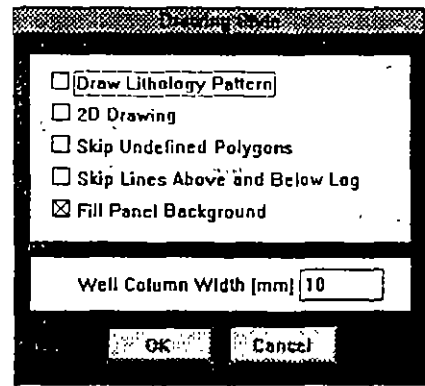 Drawing Style
Draw Lithology Pattern
2D Drawing
Skip Undefined Polygons
Skip Lines Above and Below Log
Fill Panel Background
Well Column Width [mm] 10
OK Cancel